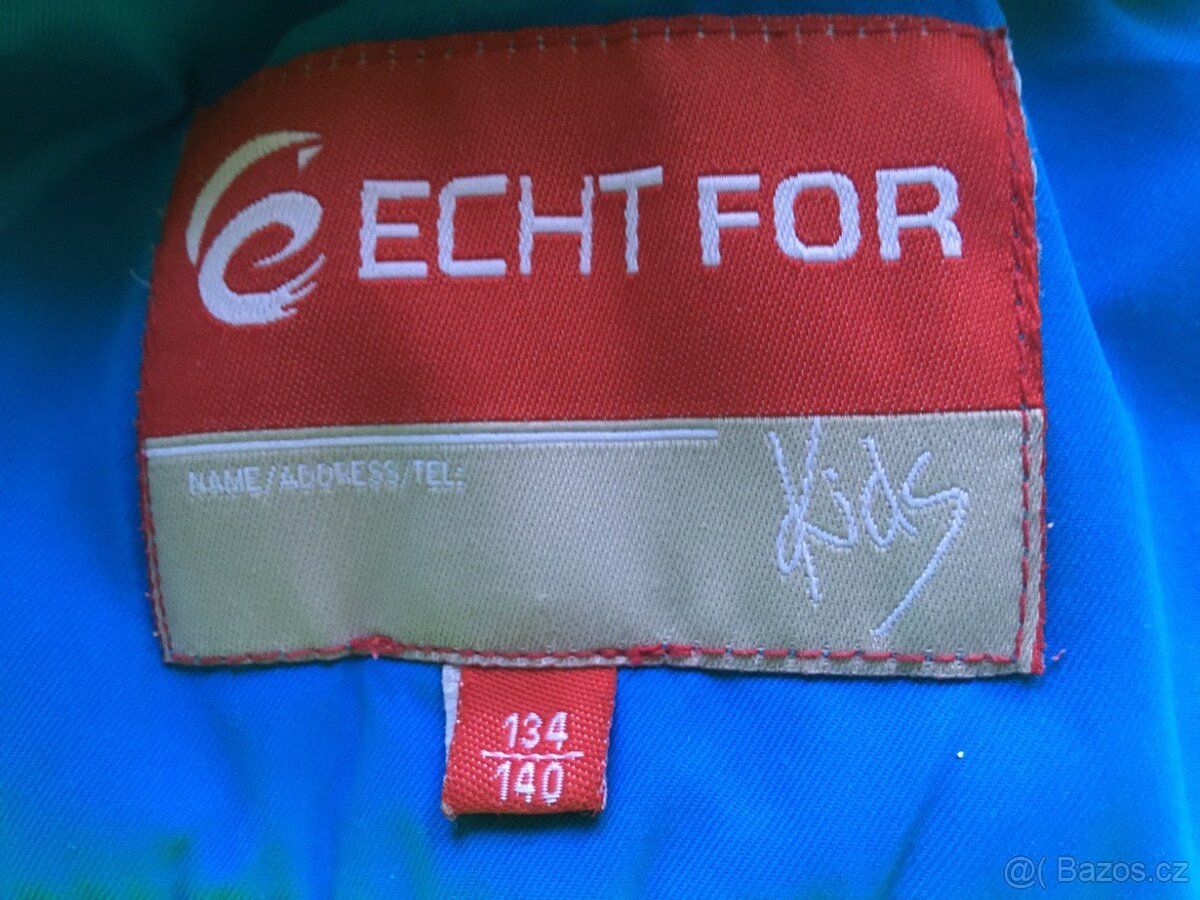 ECHT FOR
NAME/ADDRESS/TEL:
Kids
134
140
@( Bazos.cz